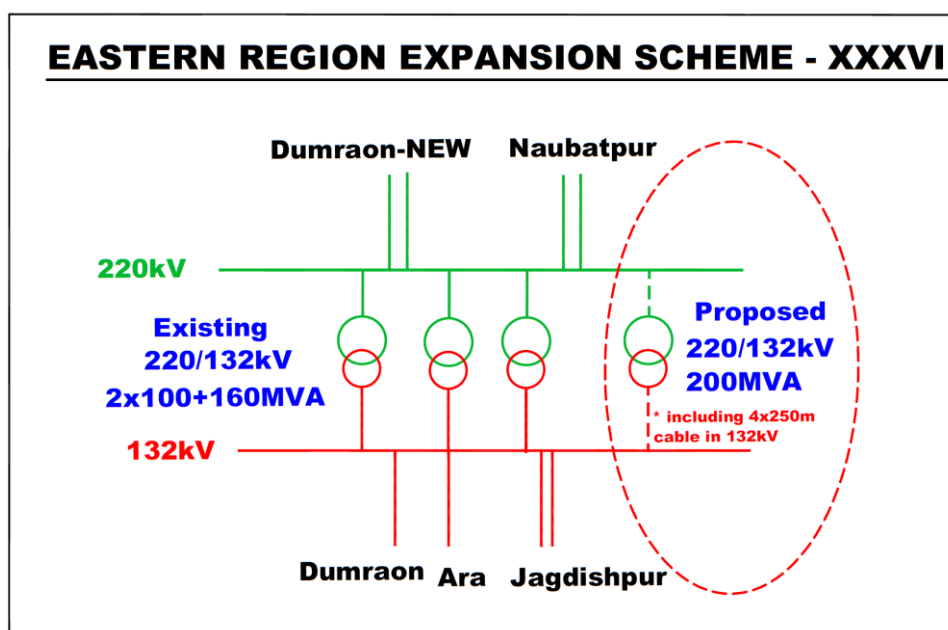 EASTERN REGION EXPANSION SCHEME - XXXVI
Dumraon-NEW
Naubatpur
220kV
Existing
220/132kV
2x100+160MVA
Proposed
220/132kV
200MVA
* including 4x250m
cable in 132kV
132kV
Dumraon
Ara
Jagdishpur